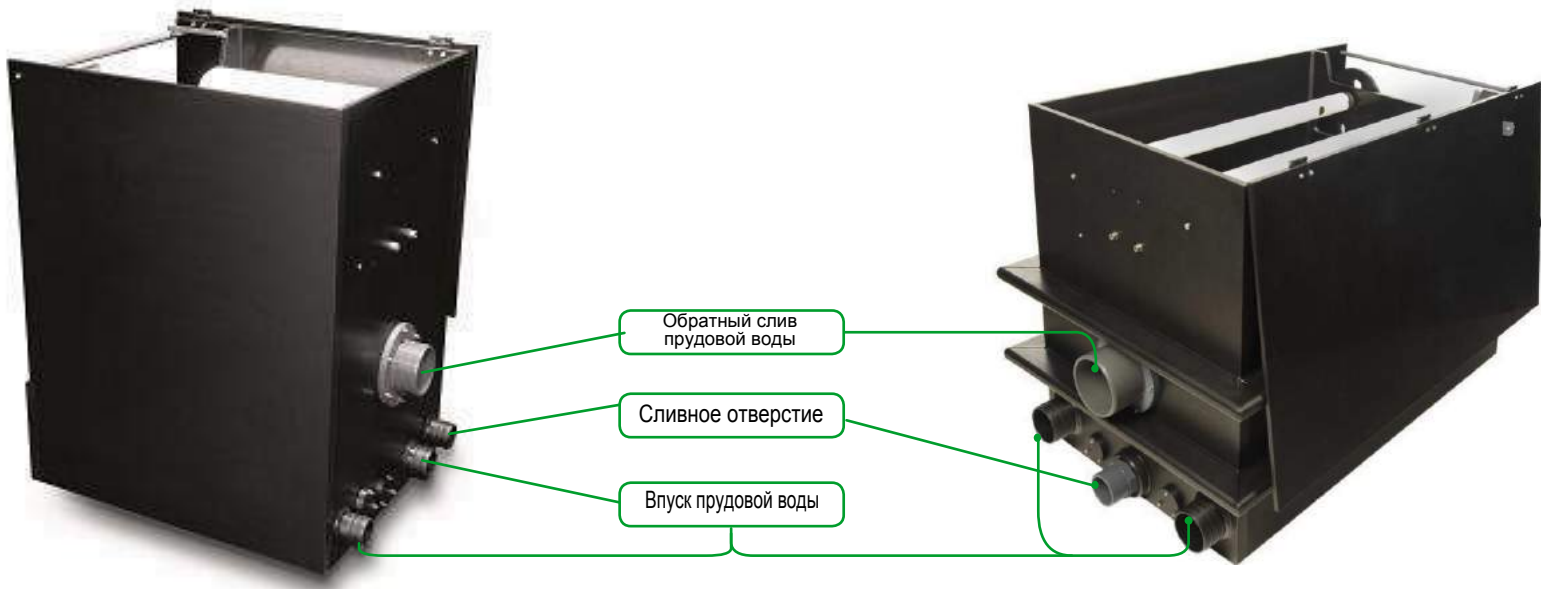 Обратный слив
прудовой воды
Сливное отверстие
Впуск прудовой воды